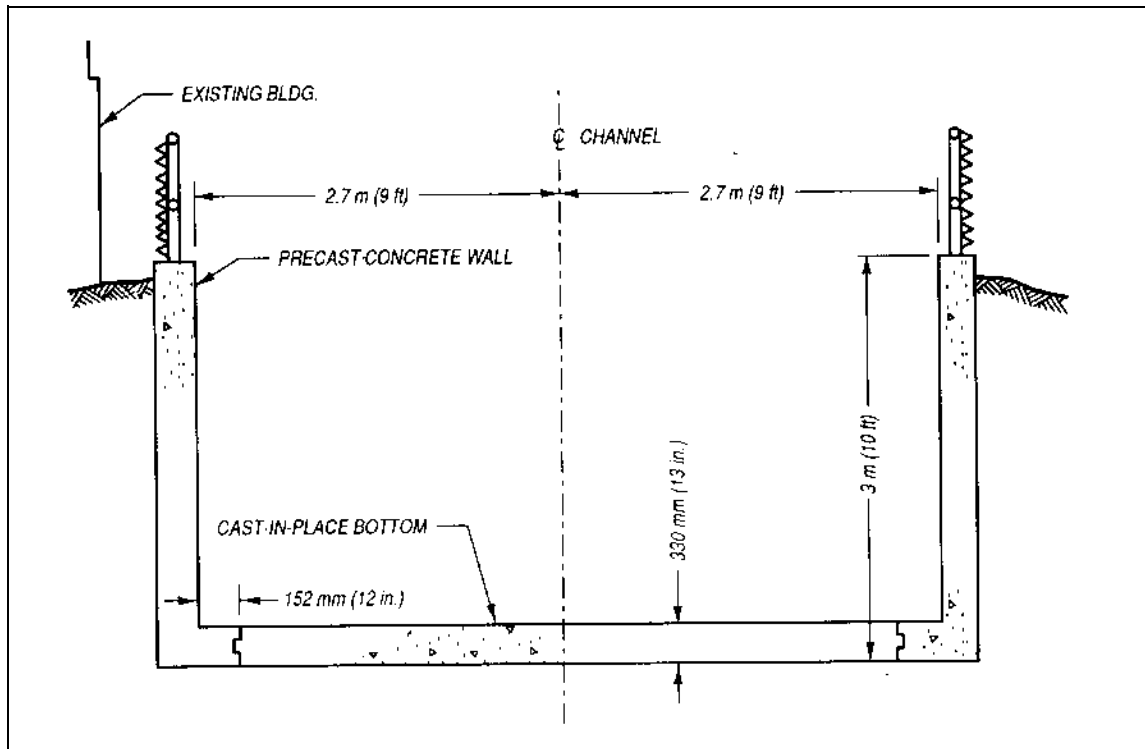 EXISTING BLDG.
℄ CHANNEL
2.7 m (9 ft)
2.7 m (9 ft)
PRECAST-CONCRETE WALL
3 m (10 ft)
330 mm (13 in.)
CAST-IN-PLACE BOTTOM
152 mm (12 in.)